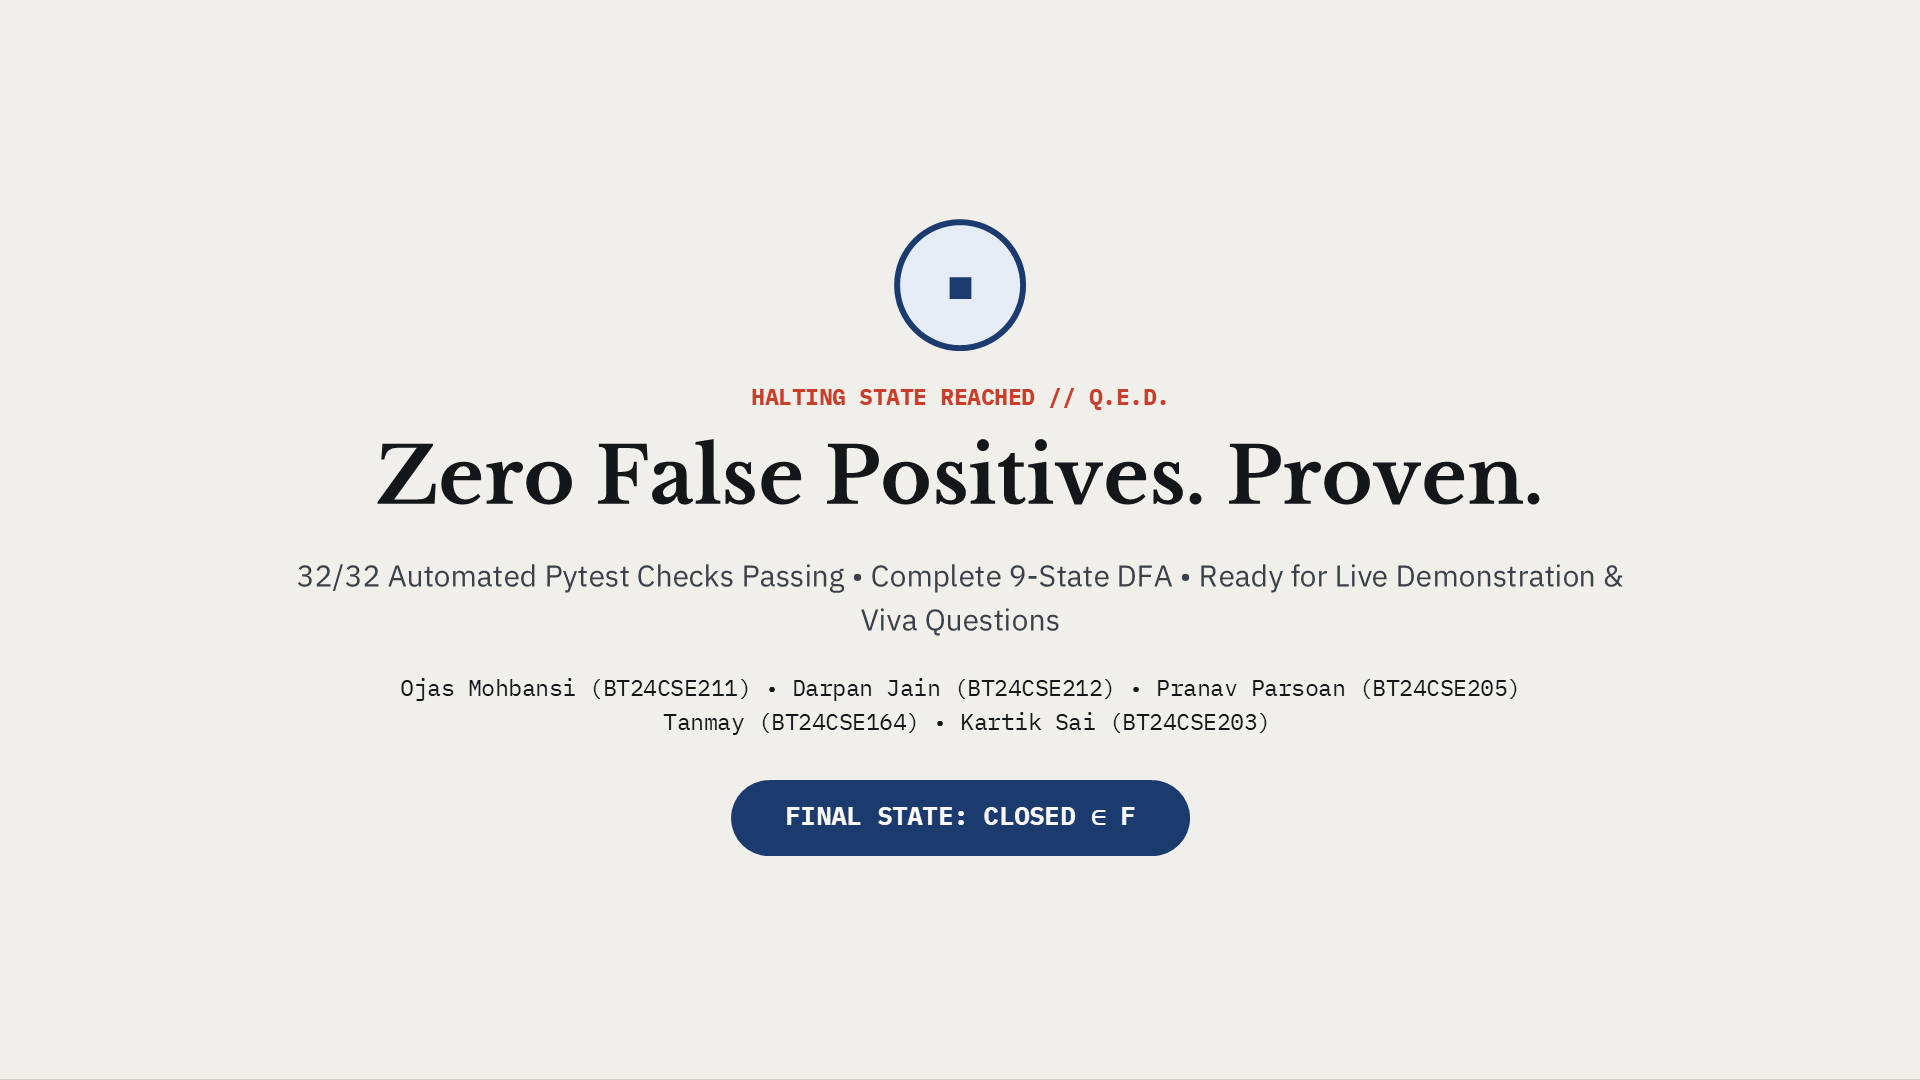 HALTING STATE REACHED // Q.E.D.
Zero False Positives. Proven.
32/32 Automated Pytest Checks Passing • Complete 9-State DFA • Ready for Live Demonstration &
Viva Questions
Ojas Mohbansi (BT24CSE211) • Darpan Jain (BT24CSE212) • Pranav Parsoan (BT24CSE205)
Tanmay (BT24CSE164) • Kartik Sai (BT24CSE203)
FINAL STATE: CLOSED ∈ F